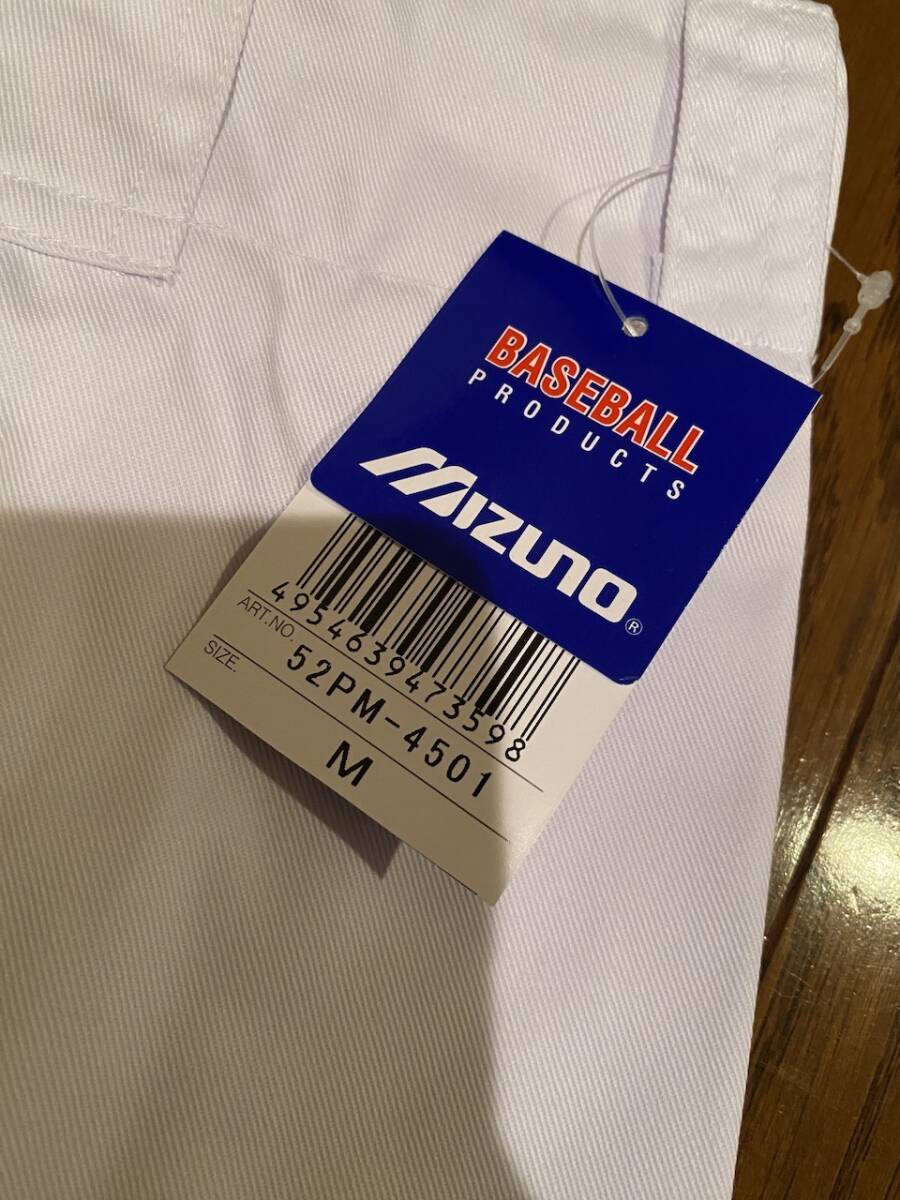 BASEBALL
PRODUCTS
MIZUNO®
4954639473598
ART.NO. 52PM-4501
SIZE. M